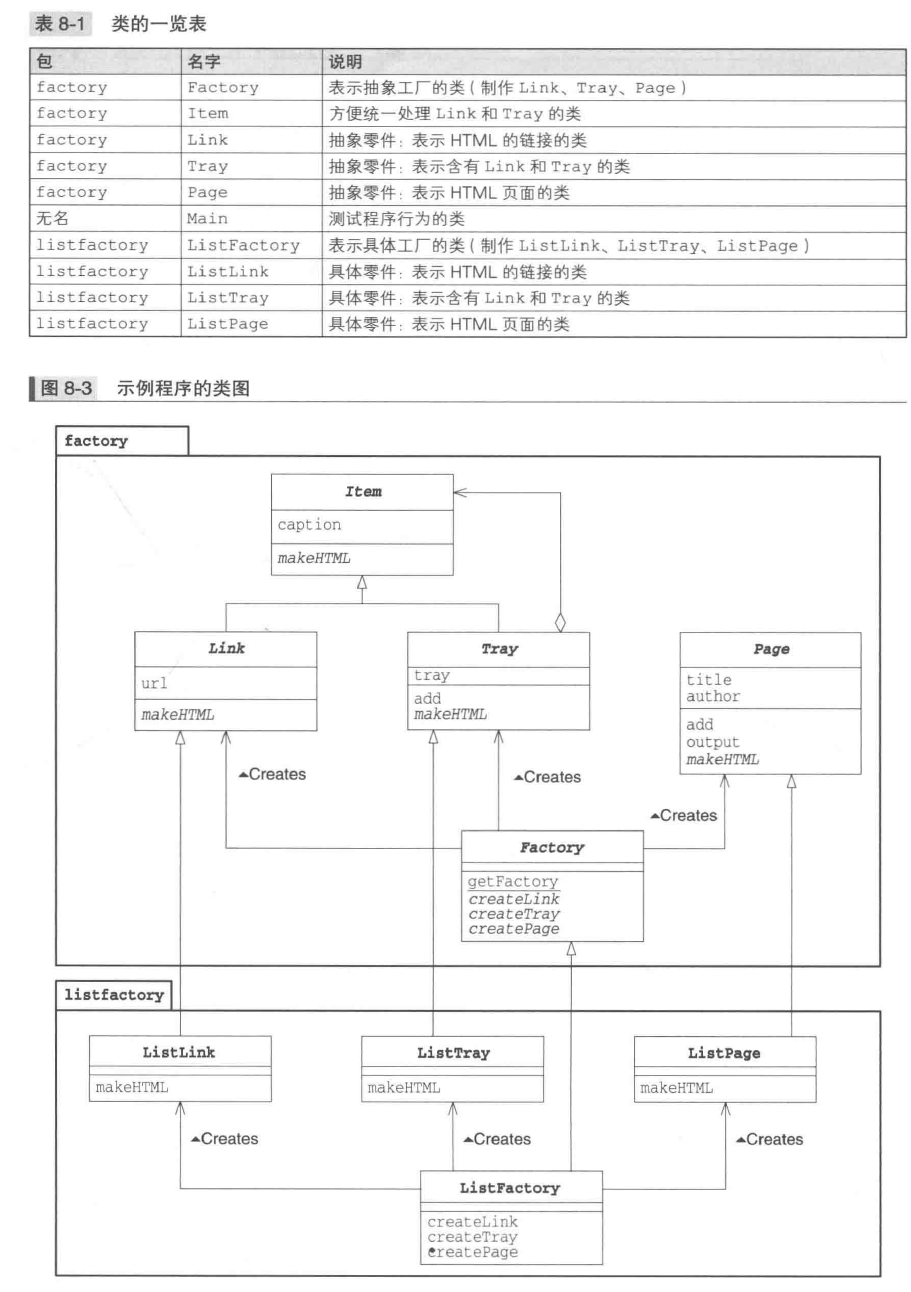 表 8-1 类的一览表
包 名字 说明
factory Factory 表示抽象工厂的类(制作 Link、Tray、Page)
factory Item 方便统一处理 Link 和 Tray 的类
factory Link 抽象零件：表示 HTML 的链接的类
factory Tray 抽象零件：表示含有 Link 和 Tray 的类
factory Page 抽象零件：表示 HTML 页面的类
无名 Main 测试程序行为的类
listfactory ListFactory 表示具体工厂的类(制作 ListLink、ListTray、ListPage)
listfactory ListLink 具体零件：表示 HTML 的链接的类
listfactory ListTray 具体零件：表示含有 Link 和 Tray 的类
listfactory ListPage 具体零件：表示 HTML 页面的类
图 8-3 示例程序的类图
factory
Item
caption
makeHTML
Link
url
makeHTML
Tray
tray
add
makeHTML
Page
title
author
add
output
makeHTML
▲Creates
▲Creates
▲Creates
Factory
getFactory
createLink
createTray
createPage
listfactory
ListLink
makeHTML
ListTray
makeHTML
ListPage
makeHTML
▲Creates
▲Creates
▲Creates
ListFactory
createLink
createTray
createPage